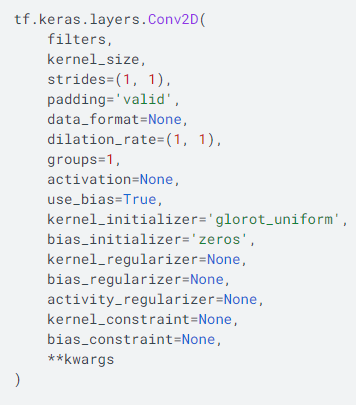 tf.keras.layers.Conv2D(
    filters,
    kernel_size,
    strides=(1, 1),
    padding='valid',
    data_format=None,
    dilation_rate=(1, 1),
    groups=1,
    activation=None,
    use_bias=True,
    kernel_initializer='glorot_uniform',
    bias_initializer='zeros',
    kernel_regularizer=None,
    bias_regularizer=None,
    activity_regularizer=None,
    kernel_constraint=None,
    bias_constraint=None,
    **kwargs
)